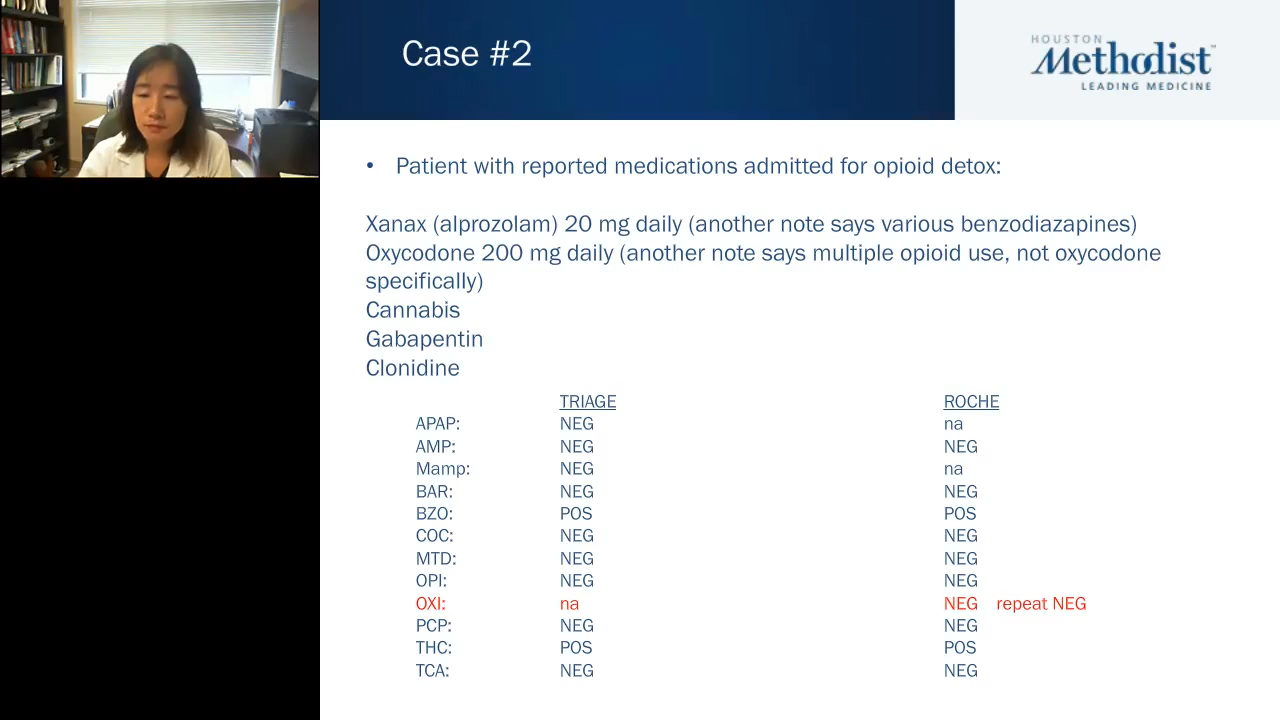 Case #2
HOUSTON
Methodist™
LEADING MEDICINE
• Patient with reported medications admitted for opioid detox:
Xanax (alprozolam) 20 mg daily (another note says various benzodiazapines)
Oxycodone 200 mg daily (another note says multiple opioid use, not oxycodone
specifically)
Cannabis
Gabapentin
Clonidine
TRIAGE ROCHE
APAP: NEG na
AMP: NEG NEG
Mamp: NEG na
BAR: NEG NEG
BZO: POS POS
COC: NEG NEG
MTD: NEG NEG
OPI: NEG NEG
OXI: na NEG repeat NEG
PCP: NEG NEG
THC: POS POS
TCA: NEG NEG